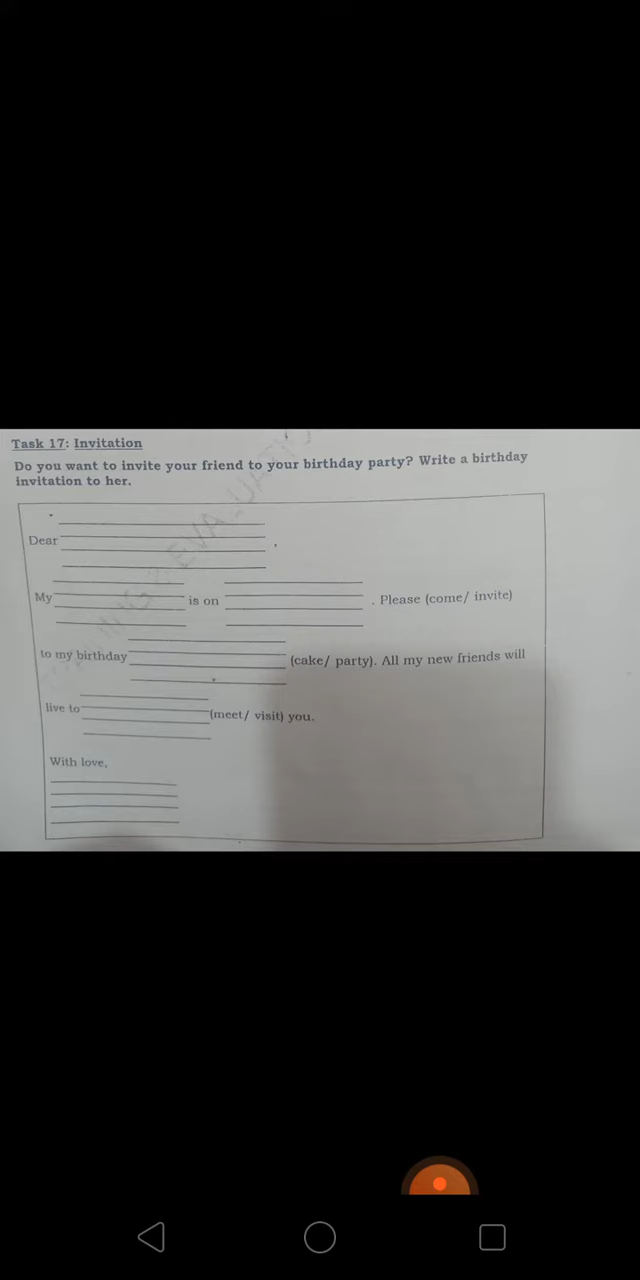 Task 17: Invitation
Do you want to invite your friend to your birthday party? Write a birthday
invitation to her.
Dear
My is on . Please (come/ invite)
to my birthday (cake/ party). All my new friends will
live to (meet/ visit) you.
With love,